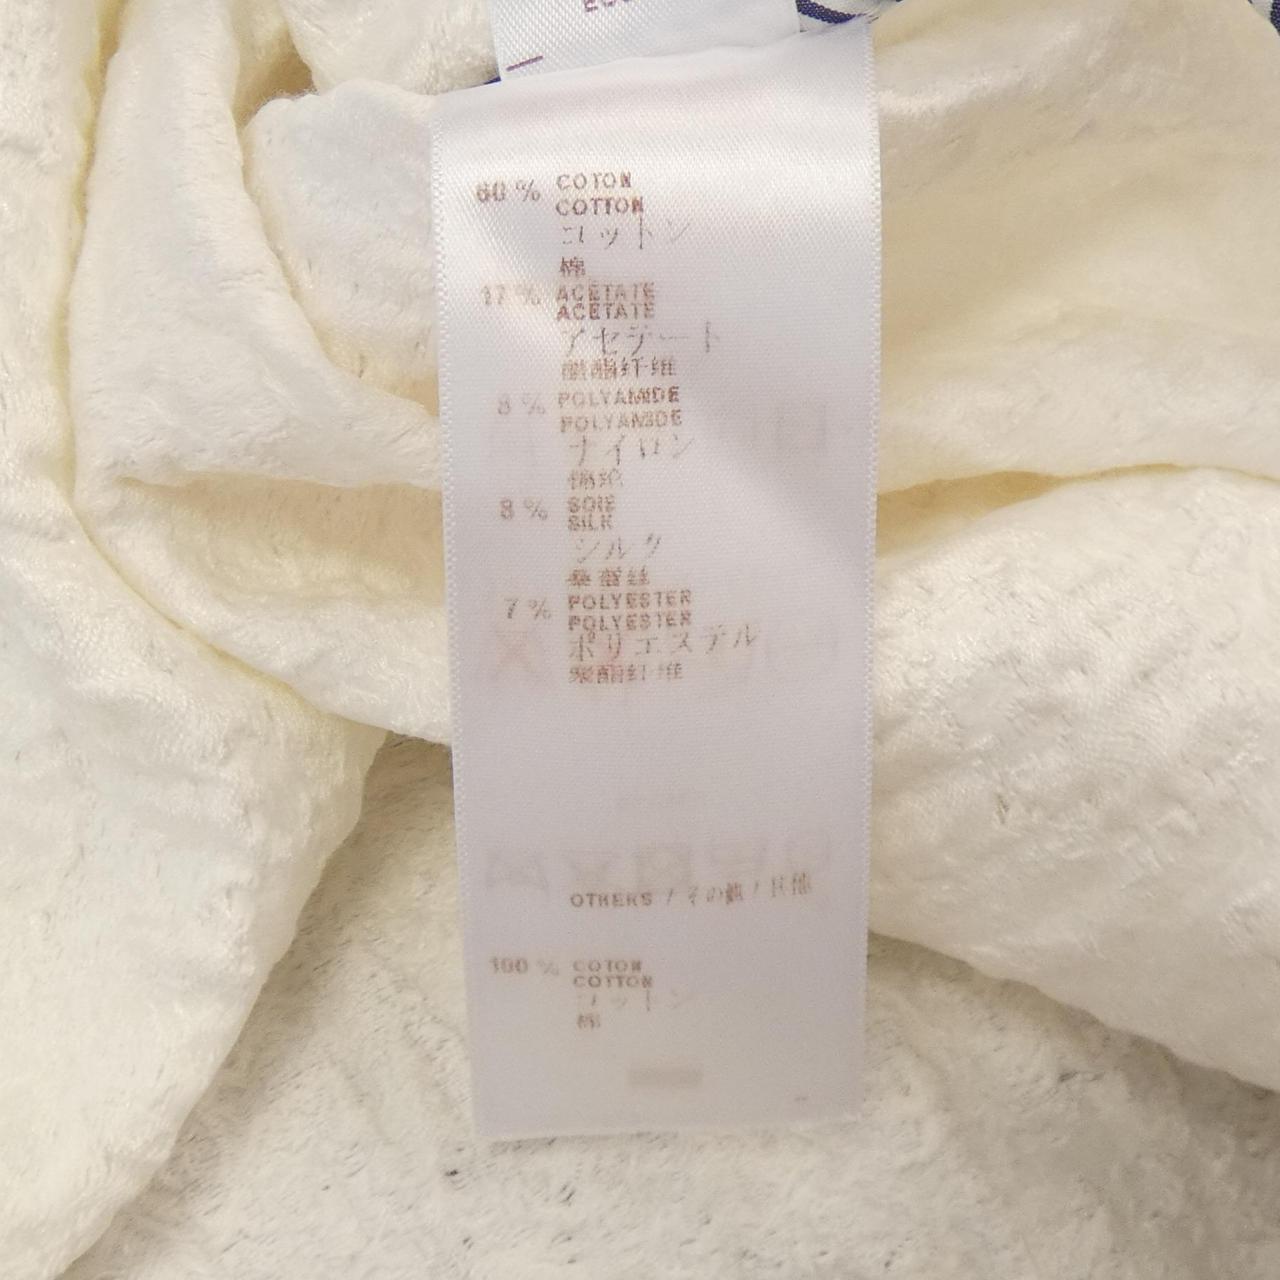 60 % COTON
COTTON
コットン
棉
17 % ACETATE
ACETATE
アセテート
醋酯纤维
8 % POLYAMIDE
POLYAMIDE
ナイロン
锦纶
8 % SOIE
SILK
シルク
桑蚕丝
7 % POLYESTER
POLYESTER
ポリエステル
聚酯纤维
OTHERS / その他 / 其他
100 % COTON
COTTON
コットン
棉